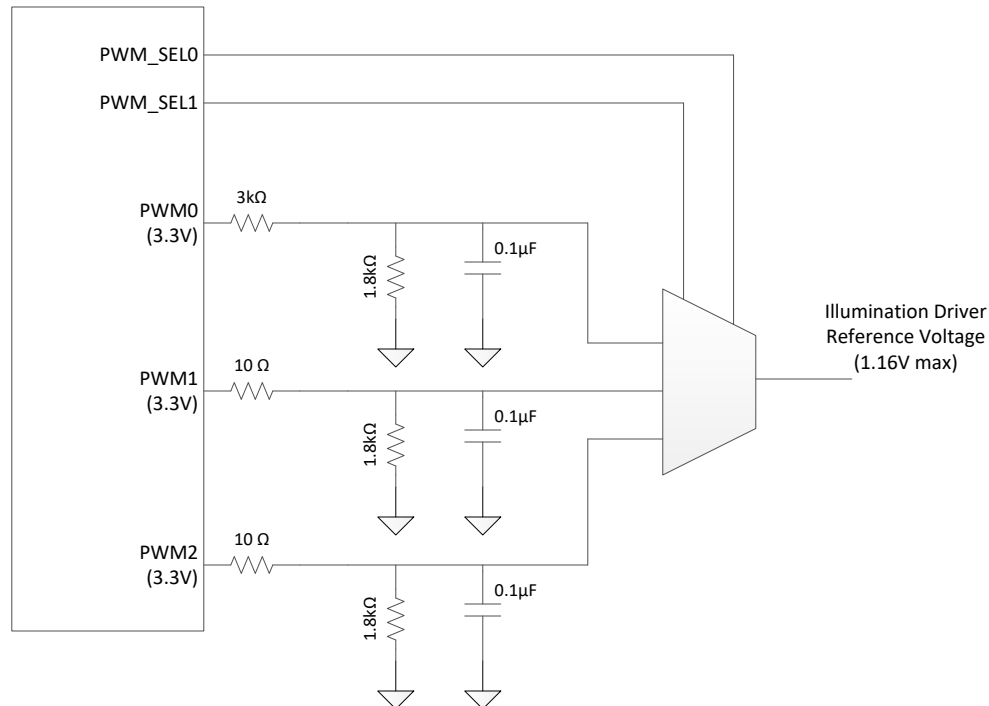 PWM_SEL0
PWM_SEL1
3kΩ
PWM0
(3.3V)
1.8kΩ
0.1µF
Illumination Driver
Reference Voltage
(1.16V max)
10 Ω
PWM1
(3.3V)
1.8kΩ
0.1µF
10 Ω
PWM2
(3.3V)
1.8kΩ
0.1µF